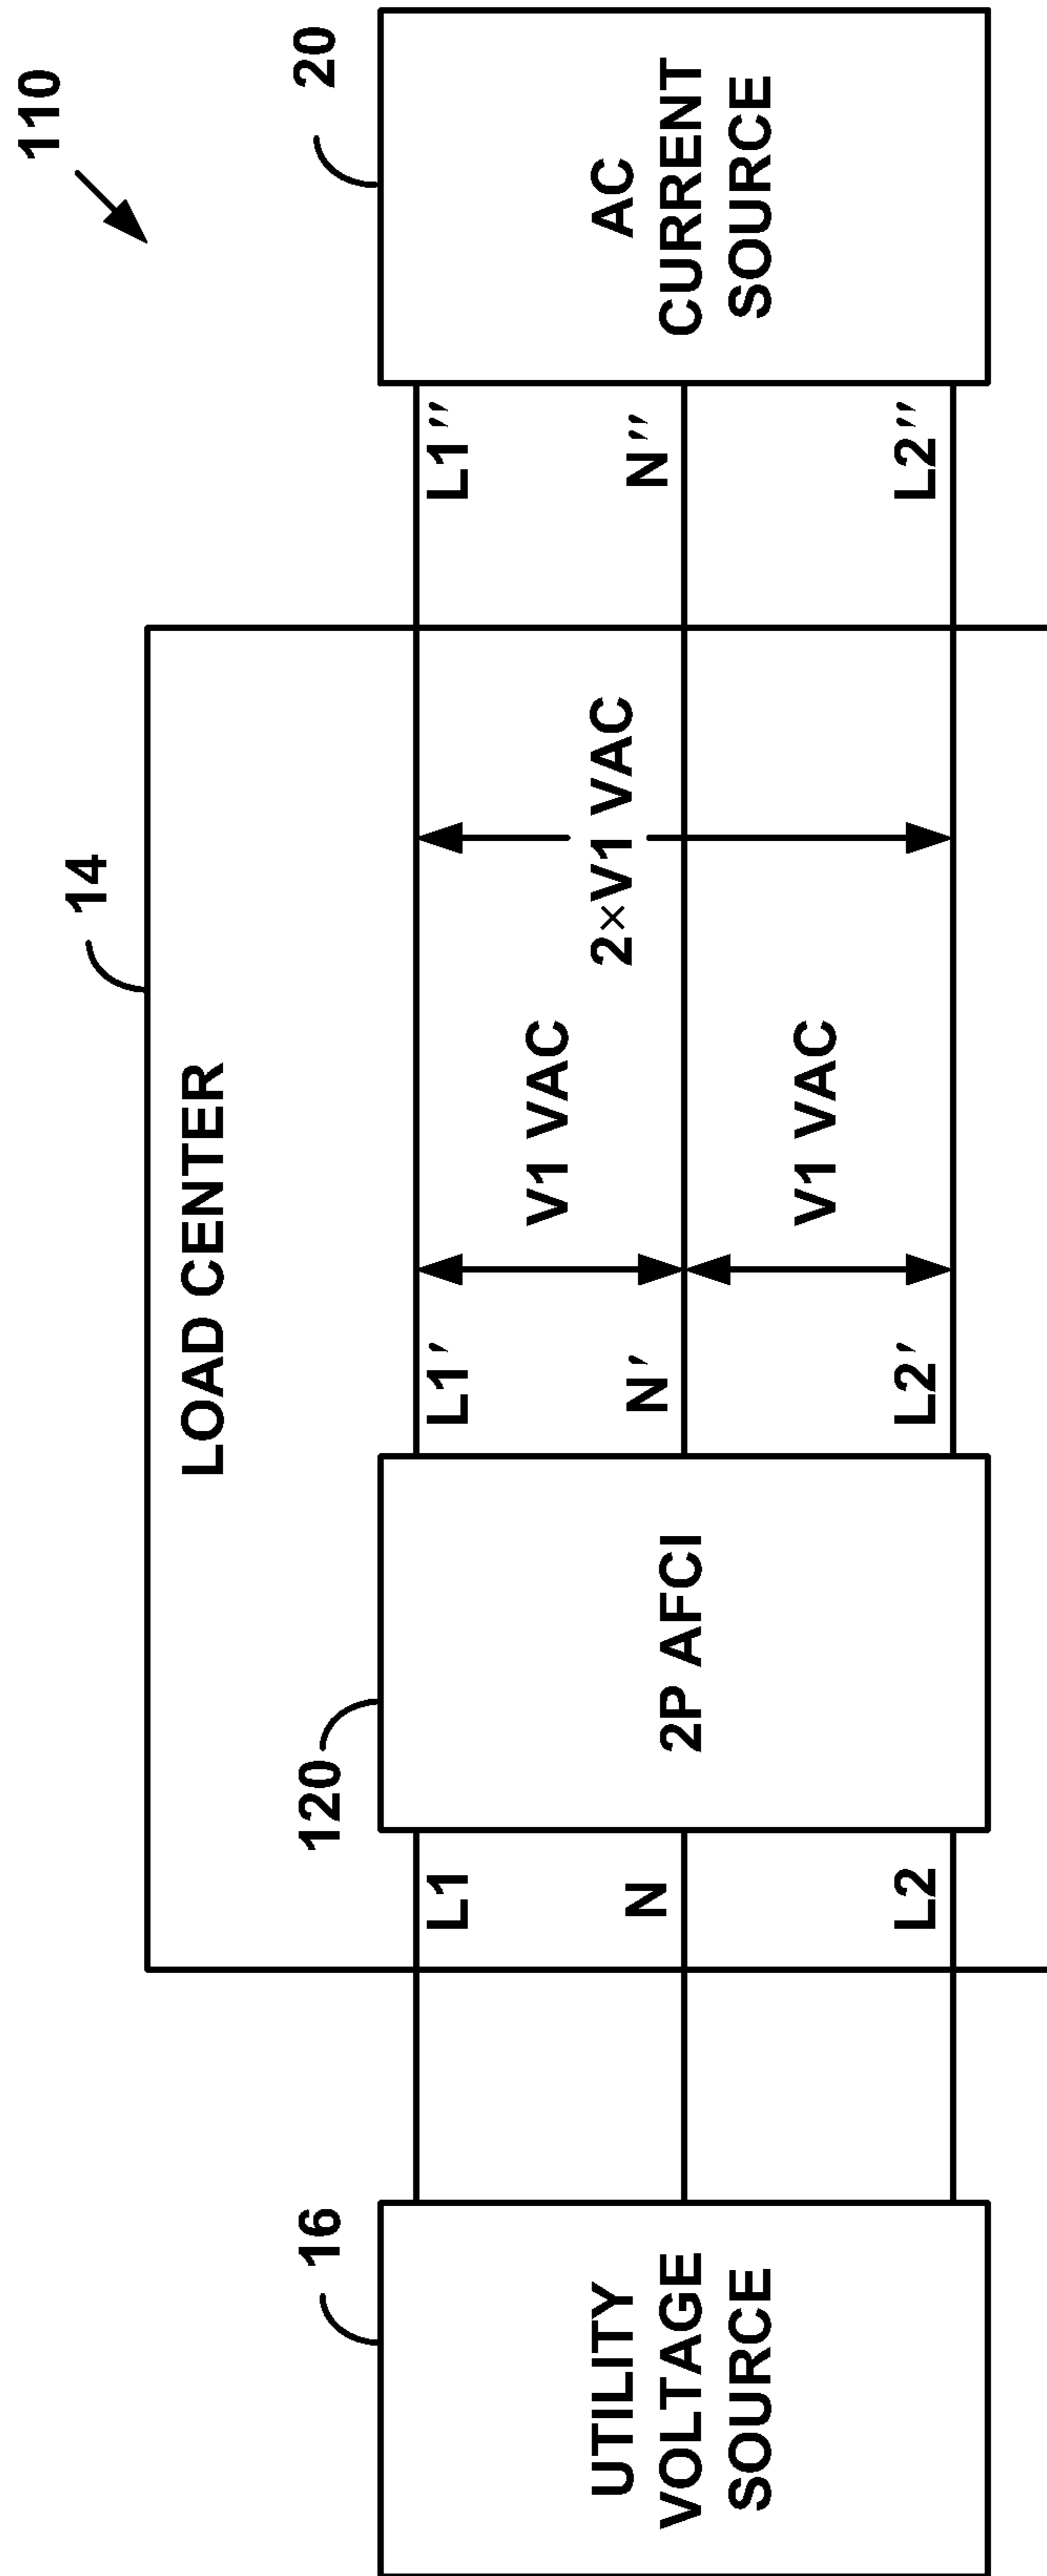 110
14
LOAD CENTER
16
120
20
UTILITY
VOLTAGE
SOURCE
L1
N
L2
2P AFCI
L1′
N′
L2′
V1 VAC
V1 VAC
2×V1 VAC
L1″
N″
L2″
AC
CURRENT
SOURCE